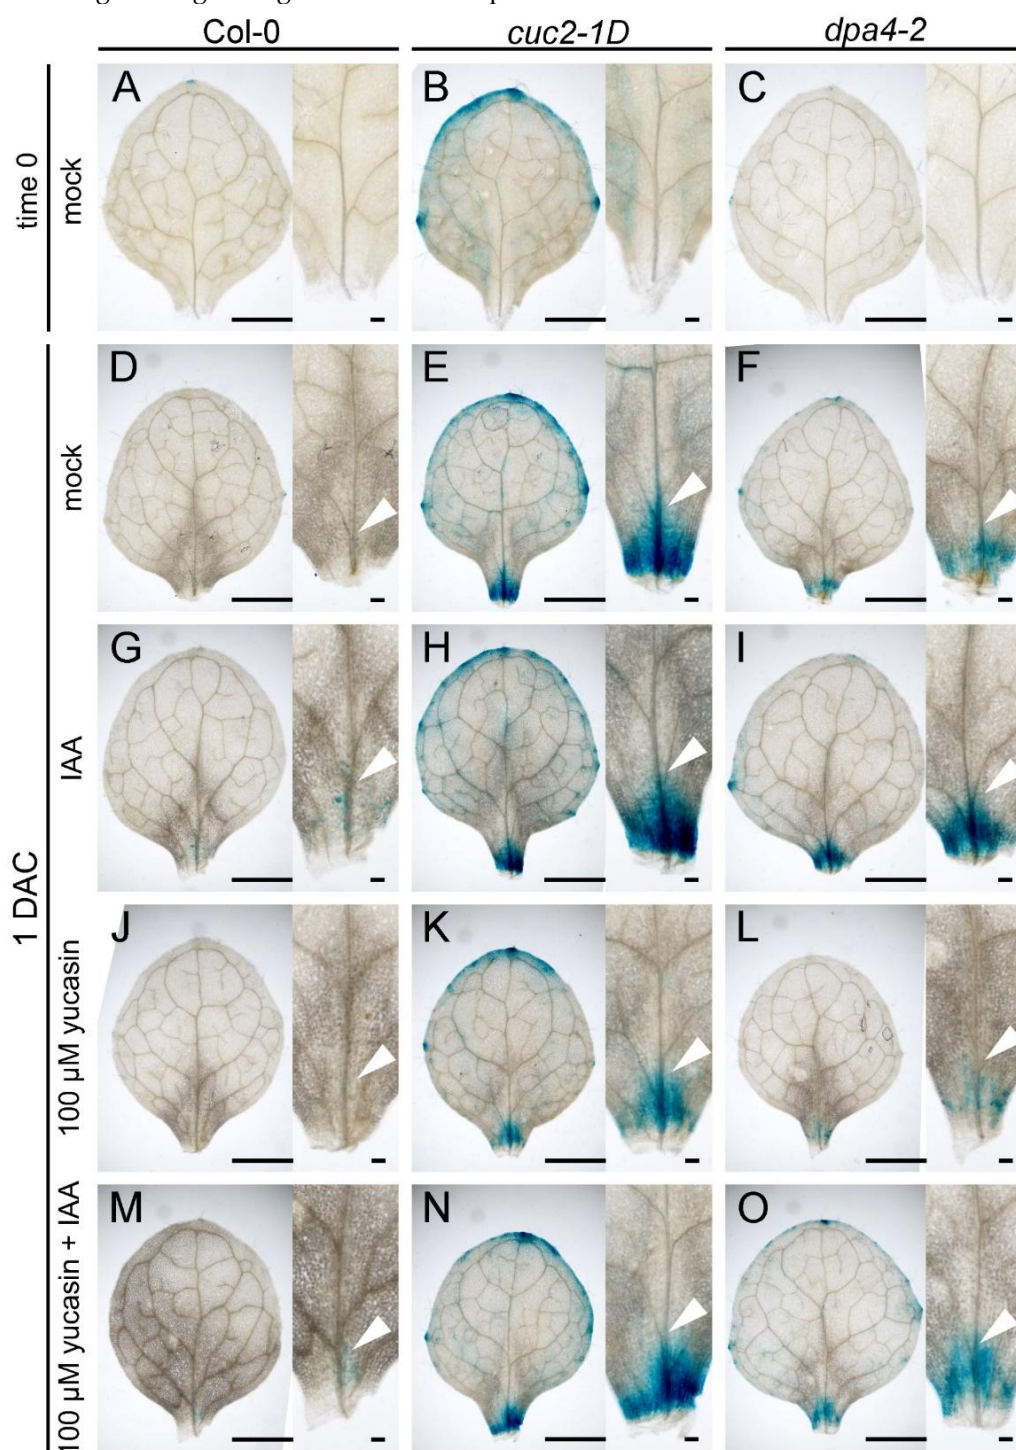 Col-0 cuc2-1D dpa4-2
time 0
mock
A B C
1 DAC
mock
D E F
IAA
G H I
100 µM yucasin
J K L
100 µM yucasin + IAA
M N O